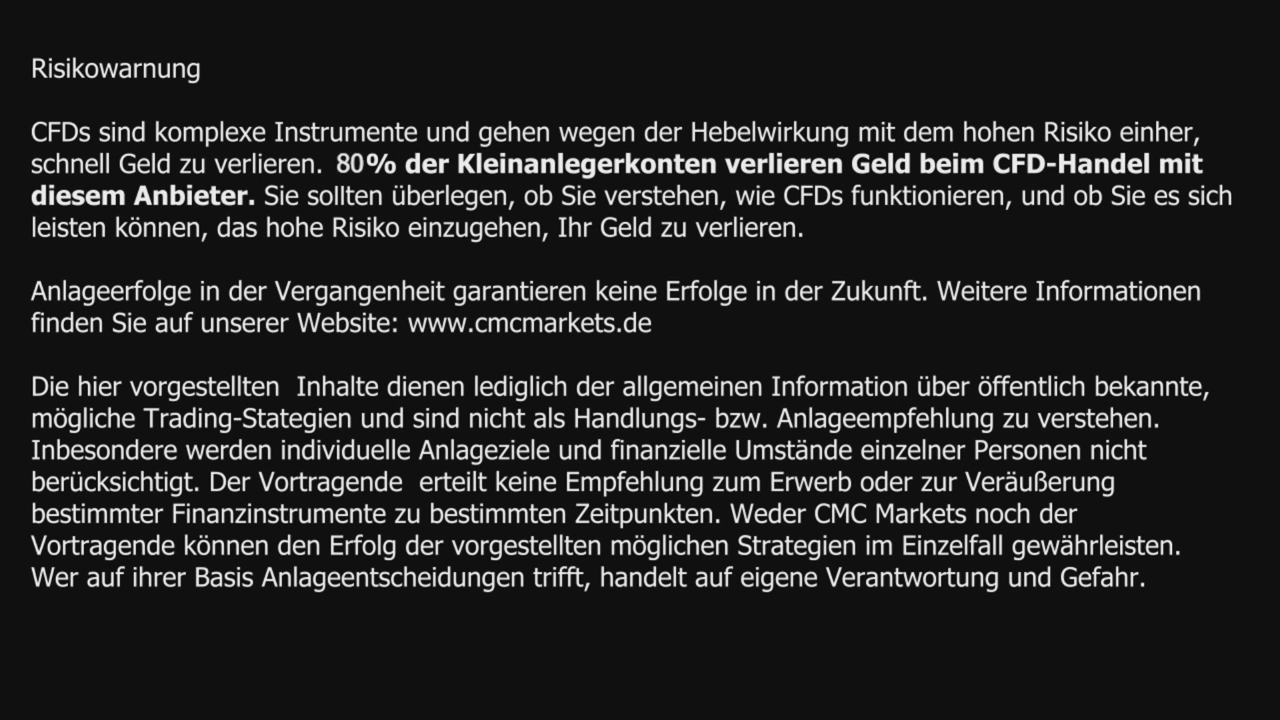 Risikowarnung
CFDs sind komplexe Instrumente und gehen wegen der Hebelwirkung mit dem hohen Risiko einher,
schnell Geld zu verlieren. 80% der Kleinanlegerkonten verlieren Geld beim CFD-Handel mit
diesem Anbieter. Sie sollten überlegen, ob Sie verstehen, wie CFDs funktionieren, und ob Sie es sich
leisten können, das hohe Risiko einzugehen, Ihr Geld zu verlieren.
Anlageerfolge in der Vergangenheit garantieren keine Erfolge in der Zukunft. Weitere Informationen
finden Sie auf unserer Website: www.cmcmarkets.de
Die hier vorgestellten Inhalte dienen lediglich der allgemeinen Information über öffentlich bekannte,
mögliche Trading-Stategien und sind nicht als Handlungs- bzw. Anlageempfehlung zu verstehen.
Inbesondere werden individuelle Anlageziele und finanzielle Umstände einzelner Personen nicht
berücksichtigt. Der Vortragende erteilt keine Empfehlung zum Erwerb oder zur Veräußerung
bestimmter Finanzinstrumente zu bestimmten Zeitpunkten. Weder CMC Markets noch der
Vortragende können den Erfolg der vorgestellten möglichen Strategien im Einzelfall gewährleisten.
Wer auf ihrer Basis Anlageentscheidungen trifft, handelt auf eigene Verantwortung und Gefahr.